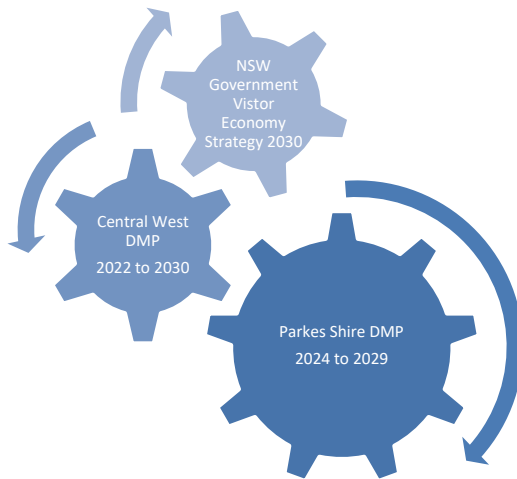 NSW
Government
Vistor
Economy
Strategy 2030
Central West
DMP
2022 to 2030
Parkes Shire DMP
2024 to 2029